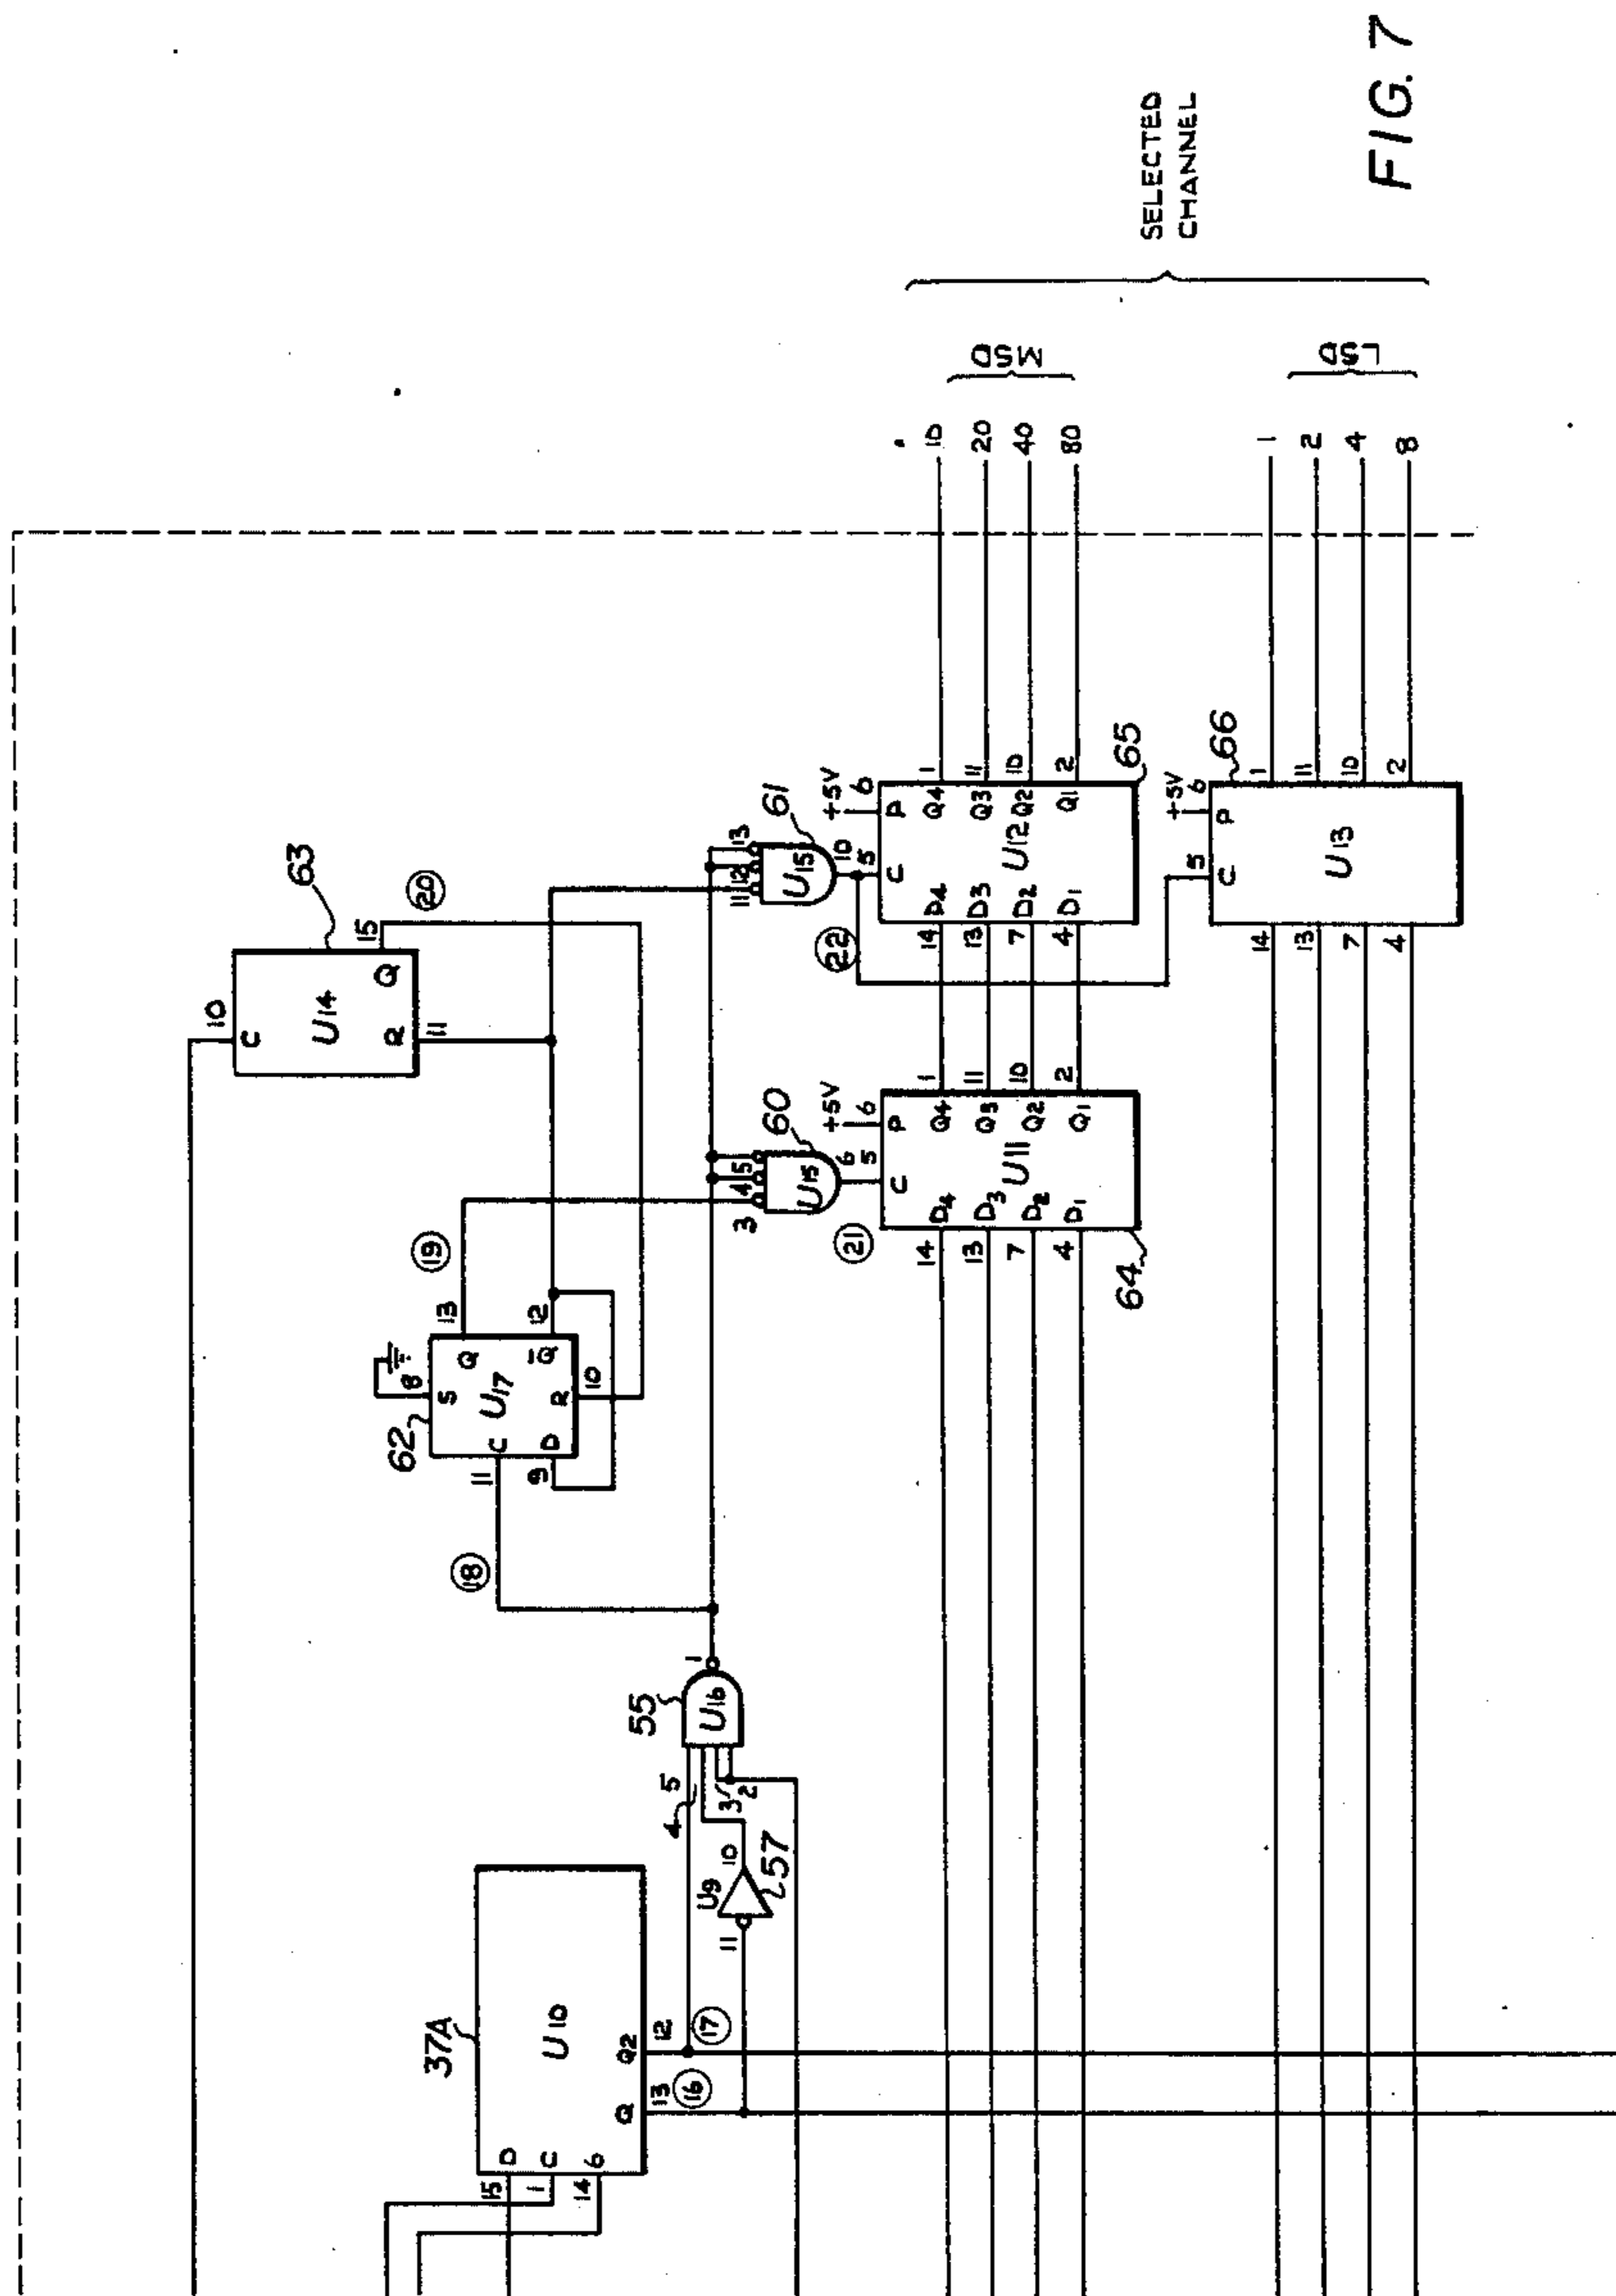 FIG. 7
SELECTED
CHANNEL
MSD
LSD
10
20
40
80
1
2
4
8
63
10
C
U14
Q
15
20
R
11
62
8
S
U17
Q
13
19
Q
12
C
11
D
9
R
10
18
60
3
4
5
U15
6
21
61
11
12
13
U15
10
22
+5V
6
P
5
C
U11
D4
D3
D2
D1
14
13
7
4
Q4
Q3
Q2
Q1
1
11
10
2
64
+5V
6
P
5
C
U12
D4
D3
D2
D1
14
13
7
4
Q4
Q3
Q2
Q1
1
11
10
2
65
+5V
6
P
5
C
U13
14
13
7
4
1
11
10
2
66
55
U16
1
5
4
3
2
U9
10
57
11
37A
U10
15
D
1
C
14
6
Q
13
16
Q2
12
17